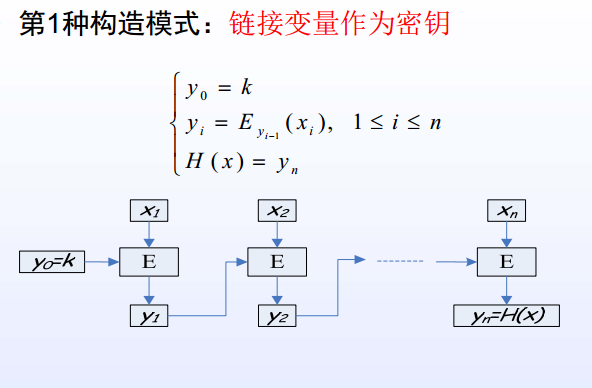 第1种构造模式：链接变量作为密钥
y₀ = k
yᵢ = E_{y_{i-1}}(xᵢ), 1 ≤ i ≤ n
H(x) = yₙ
x₁ x₂ xₙ
y₀=k E E -------- E
y₁ y₂ yₙ=H(x)